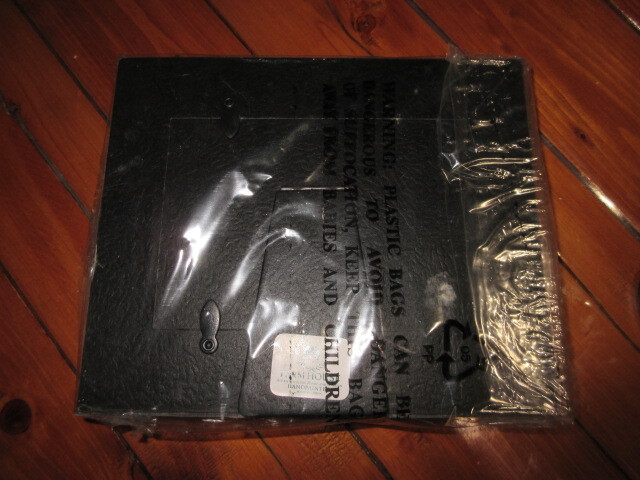 WARNING: PLASTIC BAGS CAN BE
DANGEROUS TO AVOID DANGER
OF SUFFOCATION, KEEP THIS BAG
AWAY FROM BABIES AND CHILDREN
PP